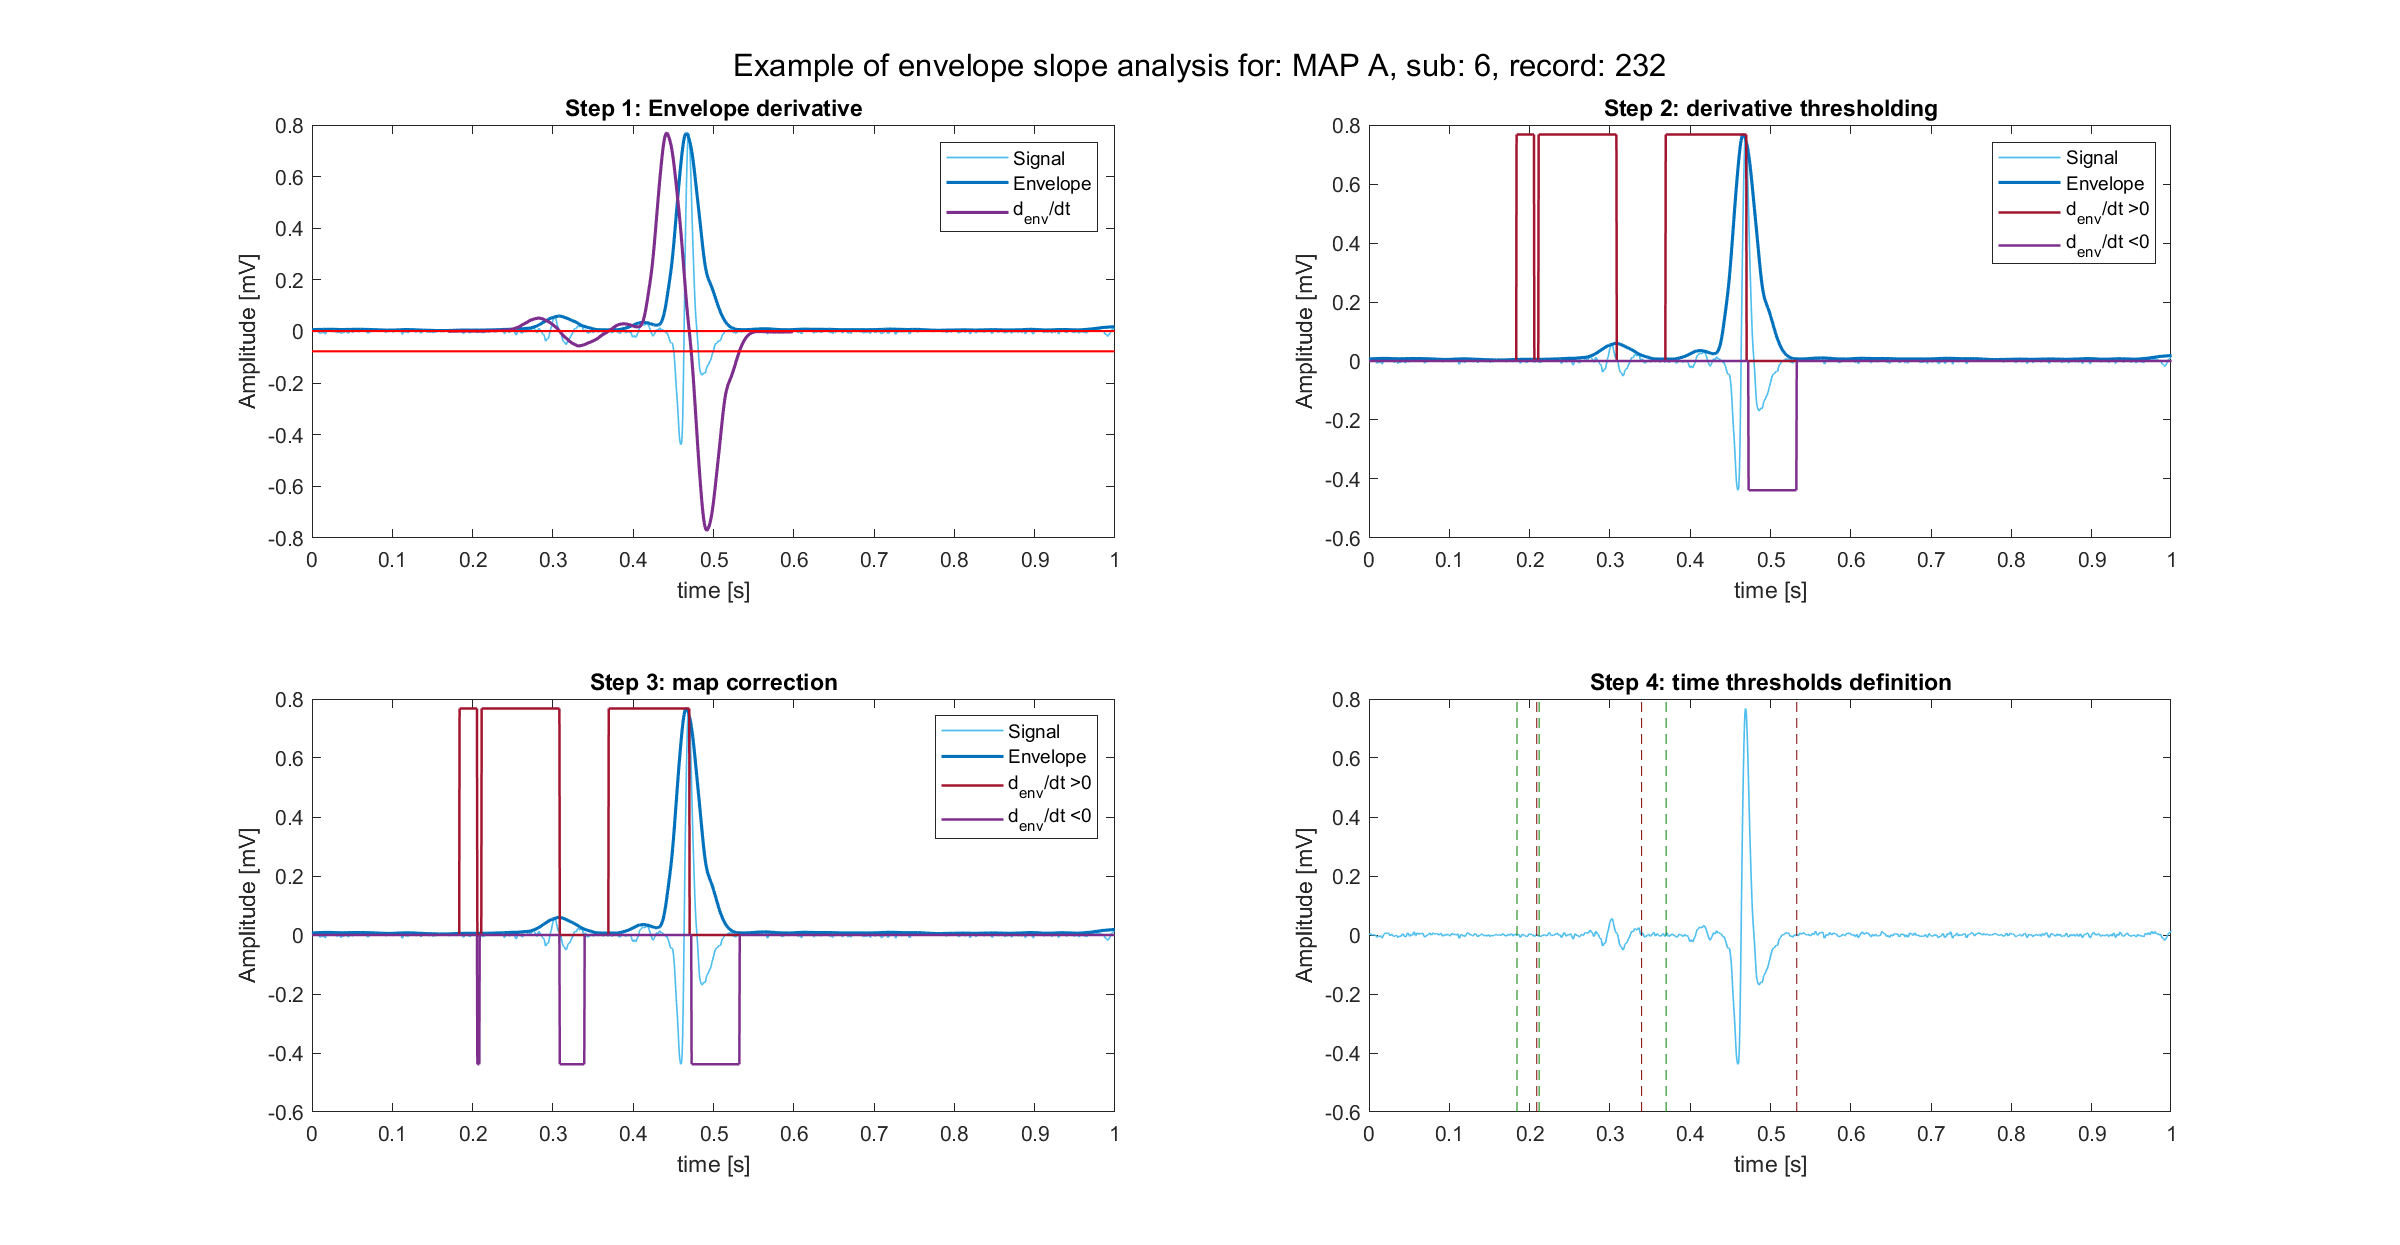 Example of envelope slope analysis for: MAP A, sub: 6, record: 232
Step 1: Envelope derivative
0.8
0.6
0.4
0.2
0
-0.2
-0.4
-0.6
-0.8
Amplitude [mV]
0 0.1 0.2 0.3 0.4 0.5 0.6 0.7 0.8 0.9 1
time [s]
Signal
Envelope
d_env/dt
Step 2: derivative thresholding
0.8
0.6
0.4
0.2
0
-0.2
-0.4
-0.6
Amplitude [mV]
0 0.1 0.2 0.3 0.4 0.5 0.6 0.7 0.8 0.9 1
time [s]
Signal
Envelope
d_env/dt >0
d_env/dt <0
Step 3: map correction
0.8
0.6
0.4
0.2
0
-0.2
-0.4
-0.6
Amplitude [mV]
0 0.1 0.2 0.3 0.4 0.5 0.6 0.7 0.8 0.9 1
time [s]
Signal
Envelope
d_env/dt >0
d_env/dt <0
Step 4: time thresholds definition
0.8
0.6
0.4
0.2
0
-0.2
-0.4
-0.6
Amplitude [mV]
0 0.1 0.2 0.3 0.4 0.5 0.6 0.7 0.8 0.9 1
time [s]